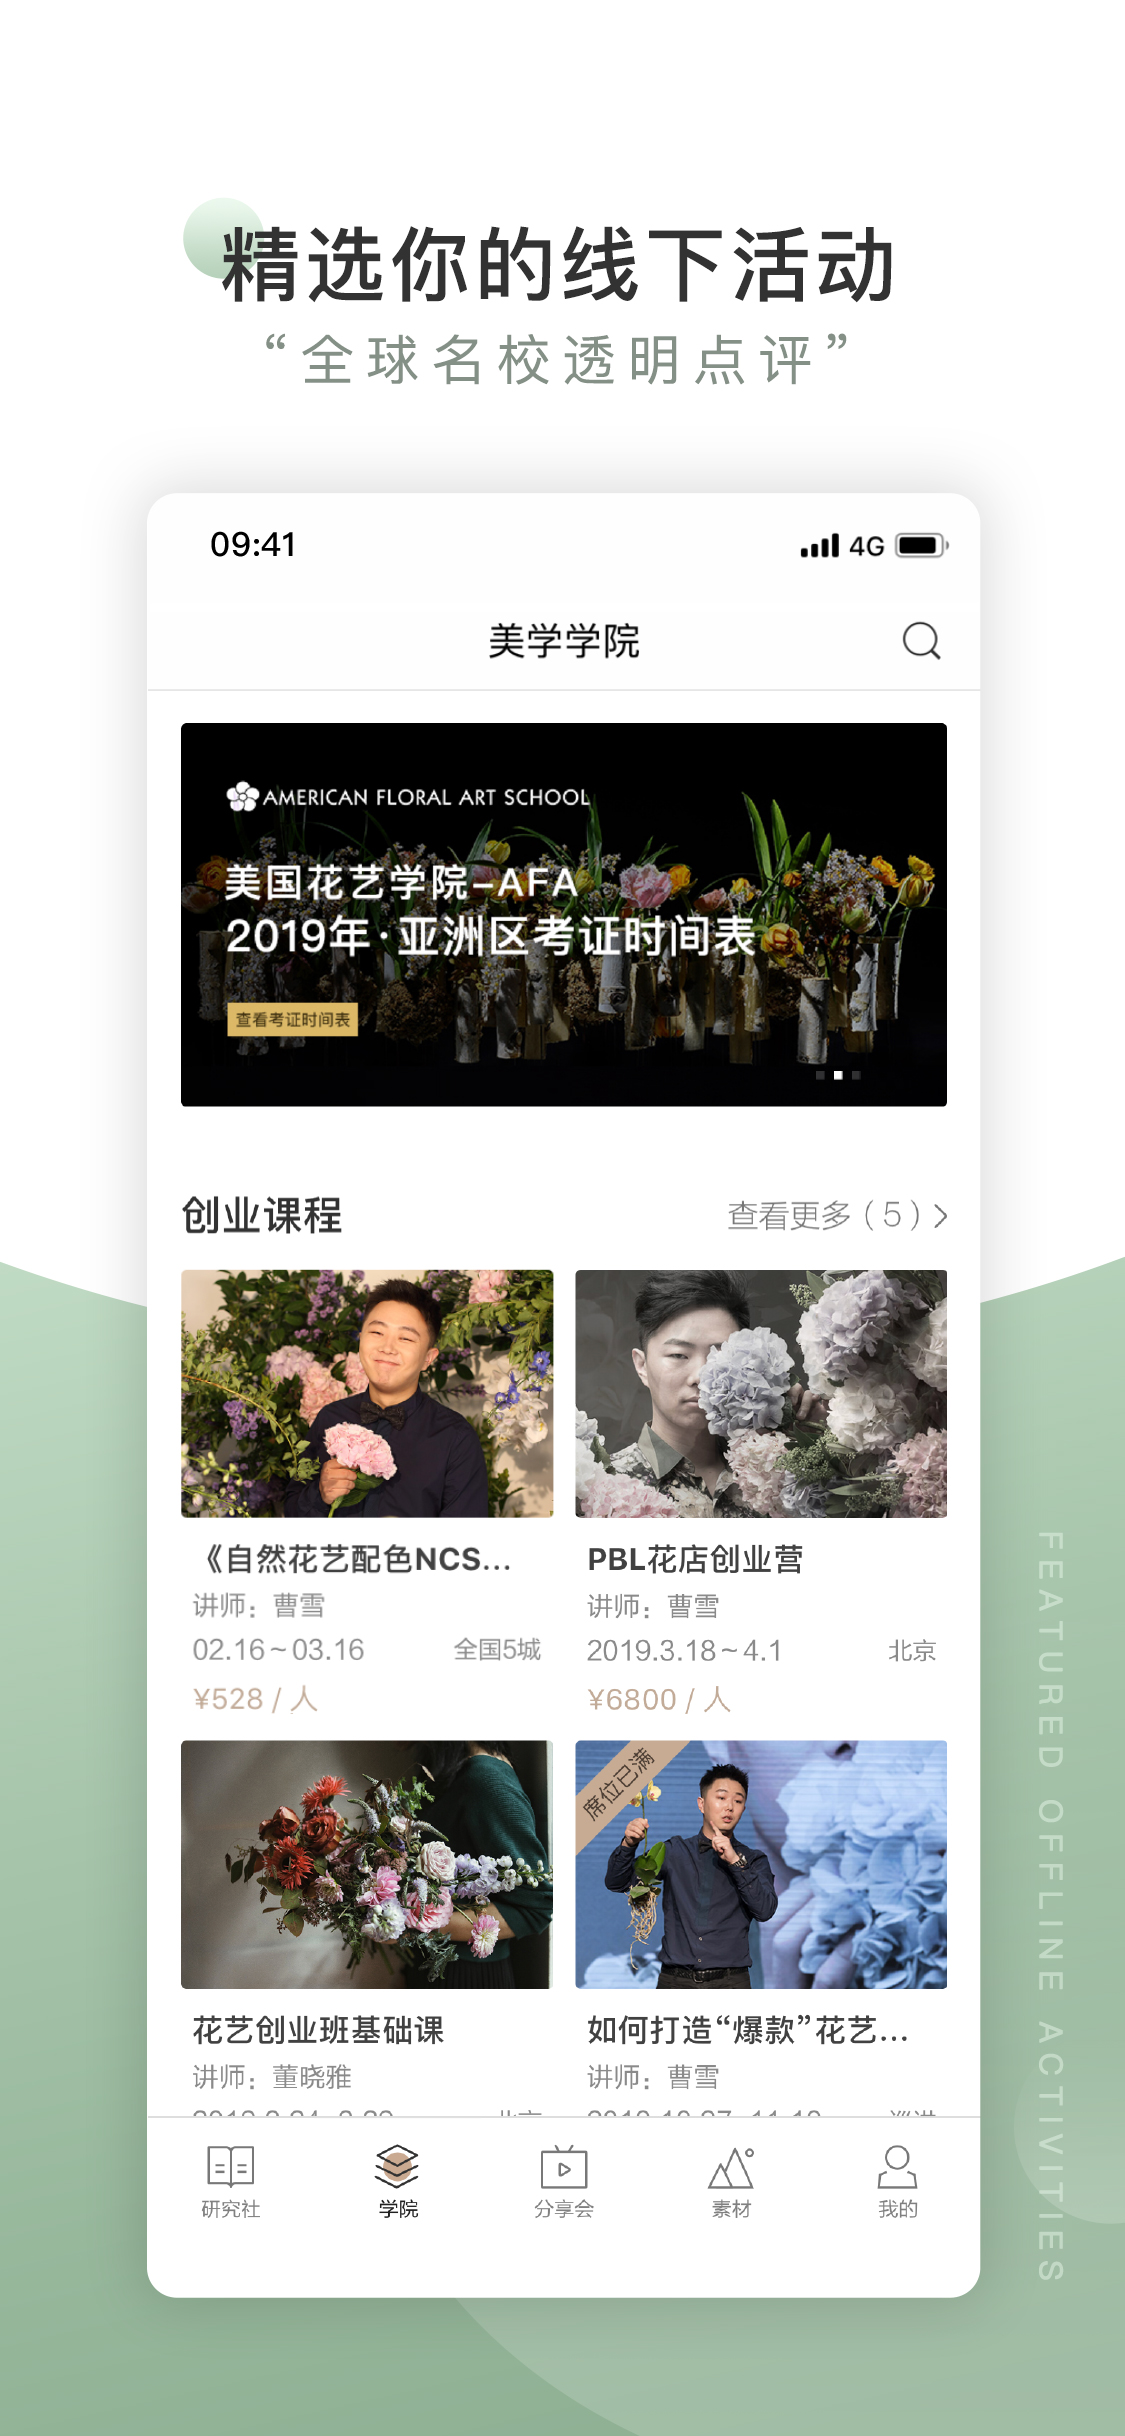 精选你的线下活动
“全球名校透明点评”
09:41
4G
美学学院
AMERICAN FLORAL ART SCHOOL
美国花艺学院-AFA
2019年·亚洲区考证时间表
查看考证时间表
创业课程
查看更多（5）
《自然花艺配色NCS...
讲师：曹雪
02.16~03.16 全国5城
¥528 / 人
PBL花店创业营
讲师：曹雪
2019.3.18~4.1 北京
¥6800 / 人
花艺创业班基础课
讲师：董晓雅
席位已满
如何打造“爆款”花艺...
讲师：曹雪
研究社
学院
分享会
素材
我的
FEATURED OFFLINE ACTIVITIES